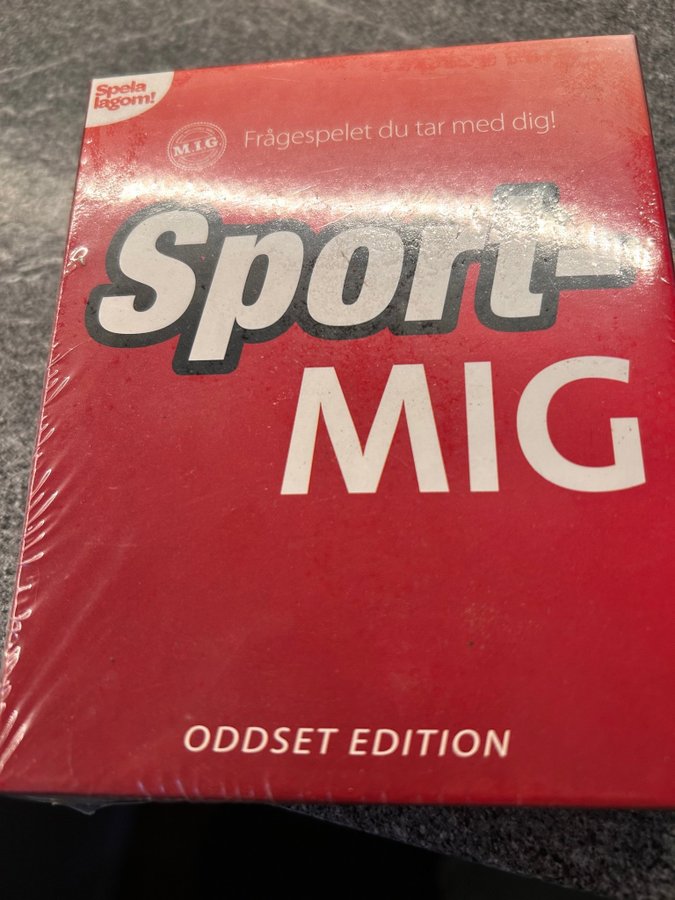 Spela
lagom!
M.I.G
Frågespelet du tar med dig!
Sport-
MIG
ODDSET EDITION